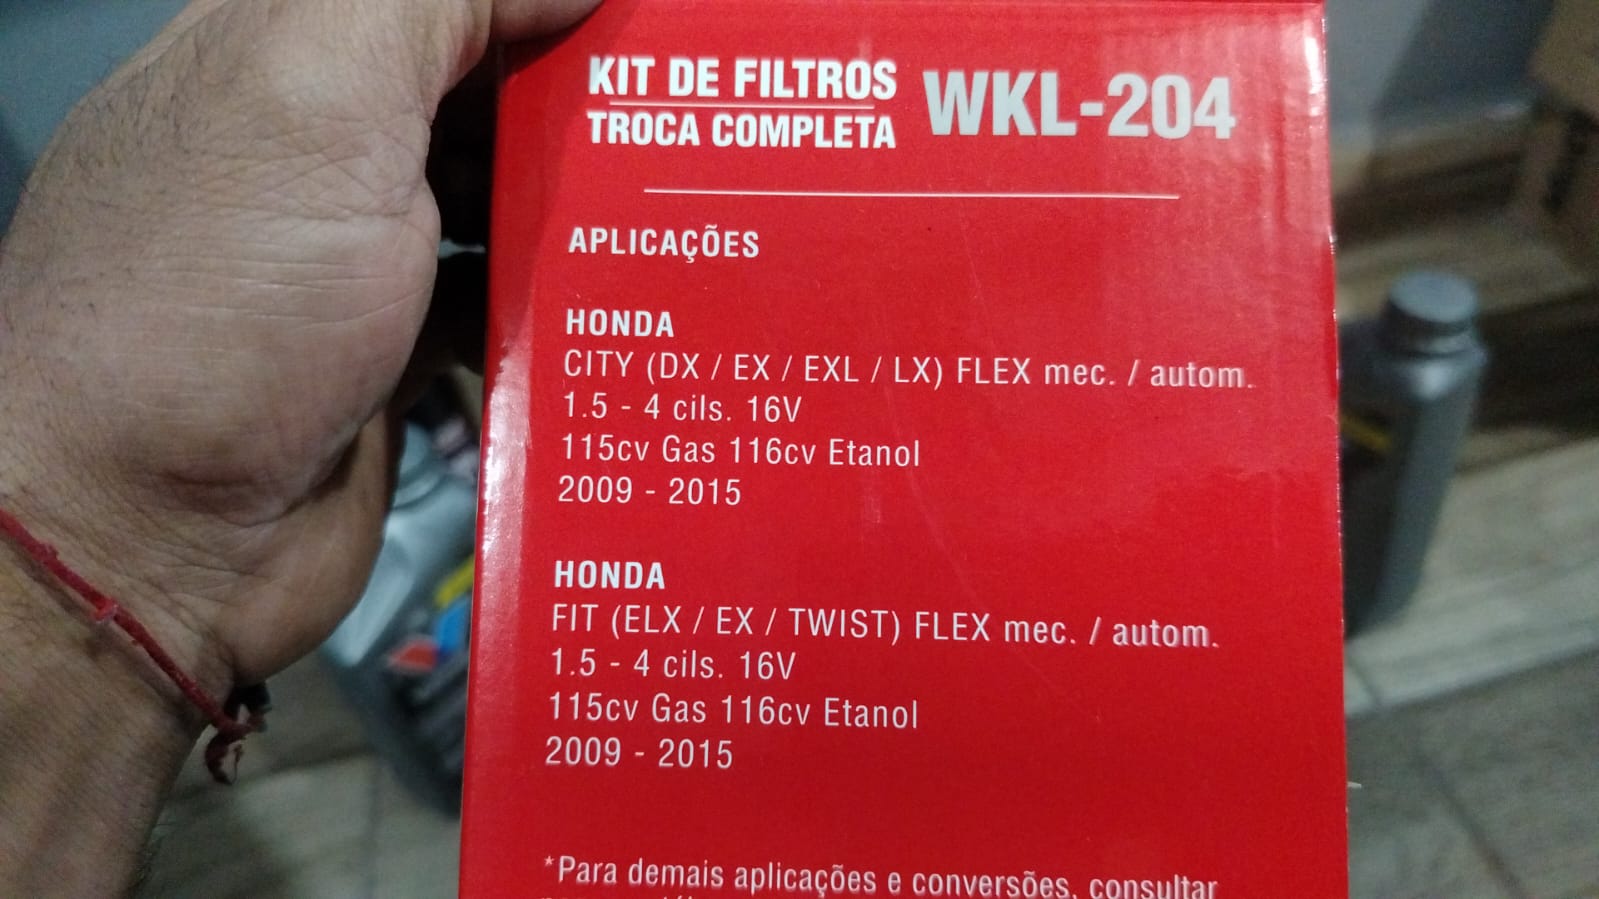 KIT DE FILTROS
TROCA COMPLETA
WKL-204
APLICAÇÕES
HONDA
CITY (DX / EX / EXL / LX) FLEX mec. / autom.
1.5 - 4 cils. 16V
115cv Gas 116cv Etanol
2009 - 2015
HONDA
FIT (ELX / EX / TWIST) FLEX mec. / autom.
1.5 - 4 cils. 16V
115cv Gas 116cv Etanol
2009 - 2015
*Para demais aplicações e conversões, consultar